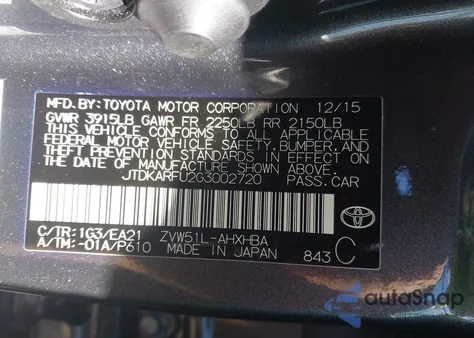 MFD. BY: TOYOTA MOTOR CORPORATION 12/15
GVWR 3915LB GAWR FR 2250LB RR 2150LB
THIS VEHICLE CONFORMS TO ALL APPLICABLE
FEDERAL MOTOR VEHICLE SAFETY, BUMPER, AND
THEFT PREVENTION STANDARDS IN EFFECT ON
THE DATE OF MANUFACTURE SHOWN ABOVE.
JTDKARFU2G3002720 PASS.CAR
C/TR: 1G3/EA21 ZVW51L-AHXHBA
A/TM: -01A/P610 MADE IN JAPAN 843 C
TOYOTA
autoSnap